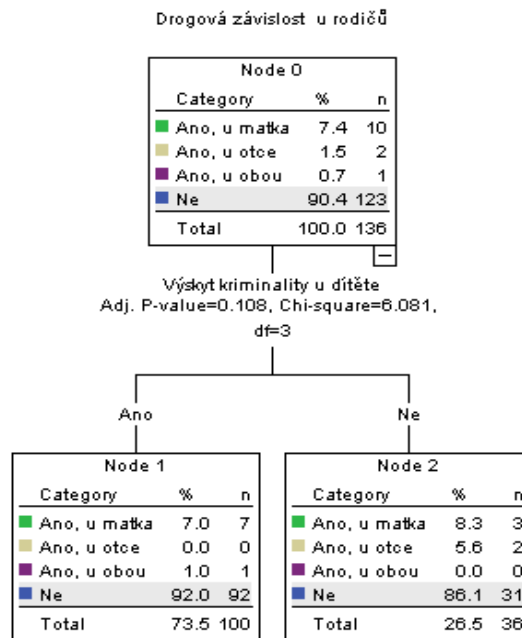 Drogová závislost u rodičů
Node 0
Category % n
Ano, u matka 7.4 10
Ano, u otce 1.5 2
Ano, u obou 0.7 1
Ne 90.4 123
Total 100.0 136
Výskyt kriminality u dítěte
Adj. P-value=0.108, Chi-square=6.081,
df=3
Ano Ne
Node 1
Category % n
Ano, u matka 7.0 7
Ano, u otce 0.0 0
Ano, u obou 1.0 1
Ne 92.0 92
Total 73.5 100
Node 2
Category % n
Ano, u matka 8.3 3
Ano, u otce 5.6 2
Ano, u obou 0.0 0
Ne 86.1 31
Total 26.5 36